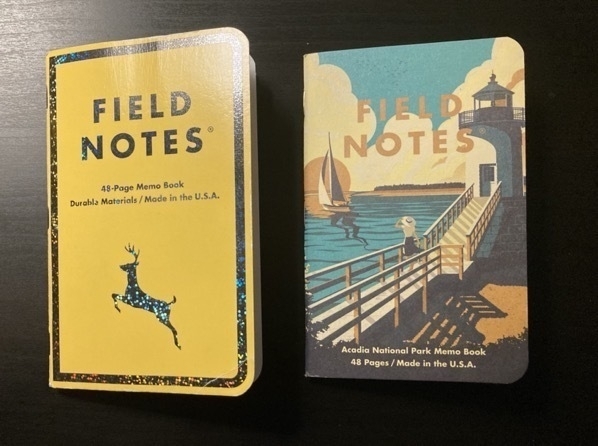 FIELD
NOTES®
48-Page Memo Book
Durable Materials / Made in the U.S.A.
FIELD
NOTES
Acadia National Park Memo Book
48 Pages / Made in the U.S.A.